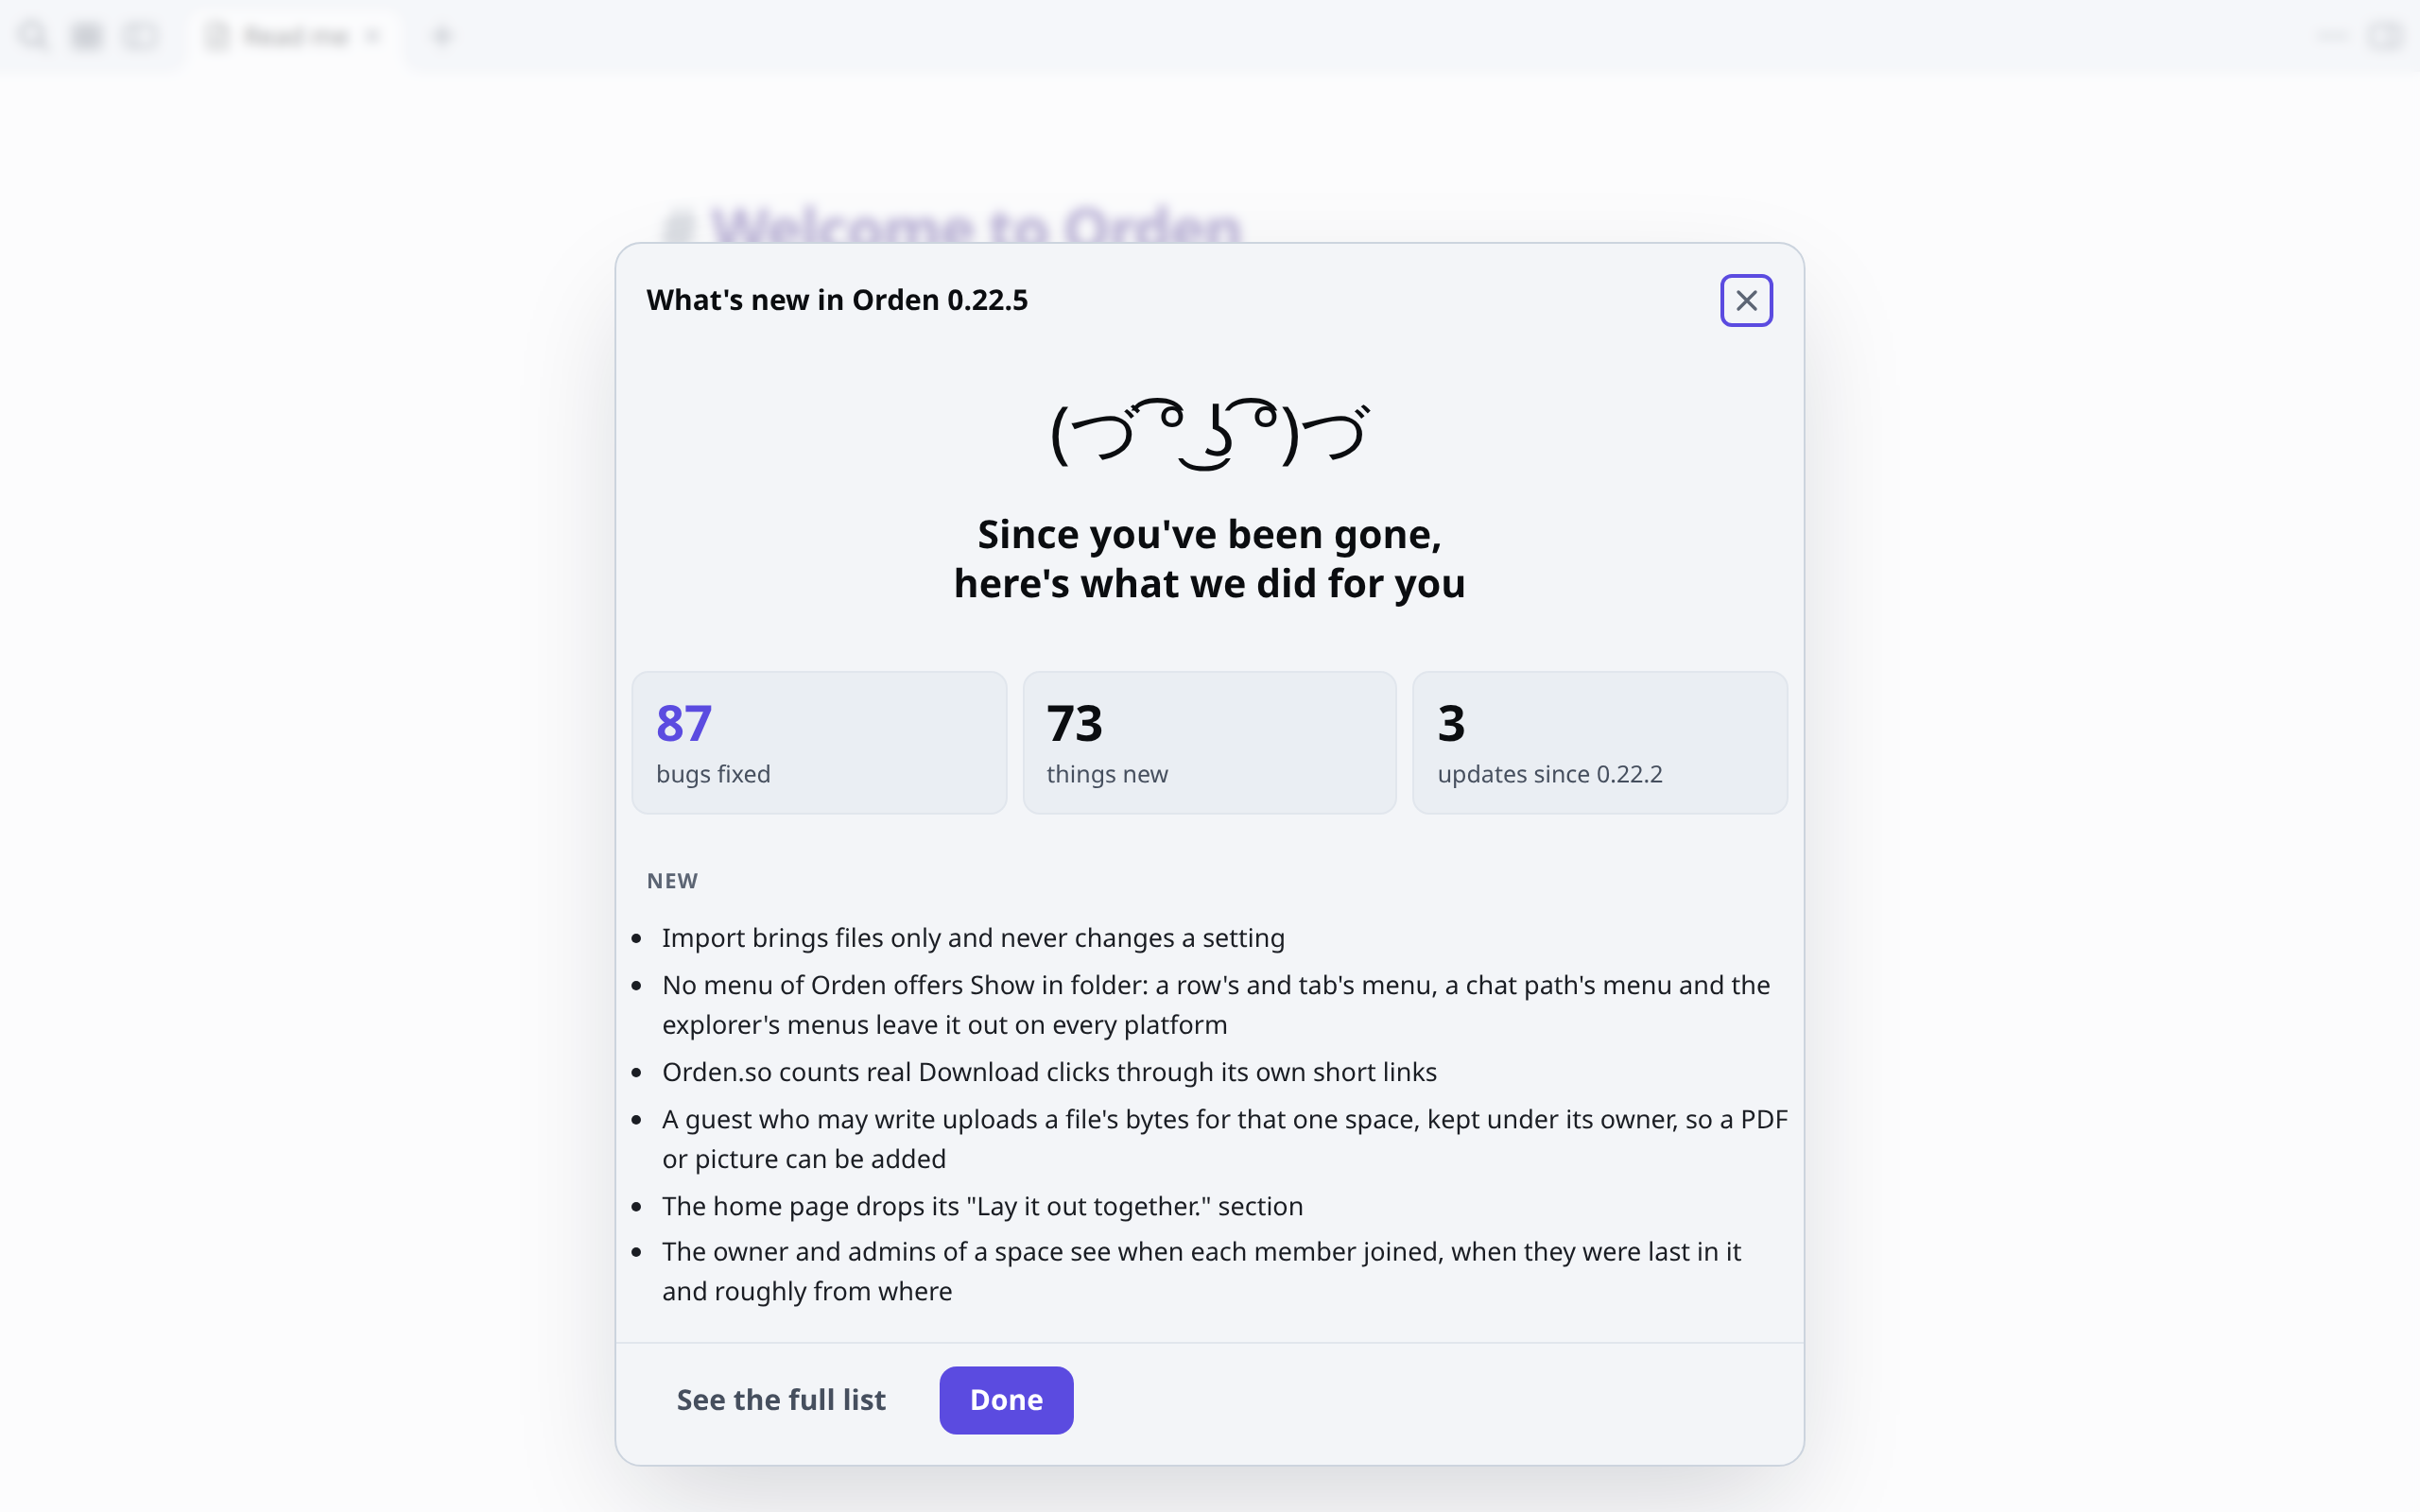 Read me
# Welcome to Orden
What's new in Orden 0.22.5
(づ ͡° ͜ʖ ͡°)づ
Since you've been gone,
here's what we did for you
87
bugs fixed
73
things new
3
updates since 0.22.2
NEW
• Import brings files only and never changes a setting
• No menu of Orden offers Show in folder: a row's and tab's menu, a chat path's menu and the
explorer's menus leave it out on every platform
• Orden.so counts real Download clicks through its own short links
• A guest who may write uploads a file's bytes for that one space, kept under its owner, so a PDF
or picture can be added
• The home page drops its "Lay it out together." section
• The owner and admins of a space see when each member joined, when they were last in it
and roughly from where
See the full list
Done